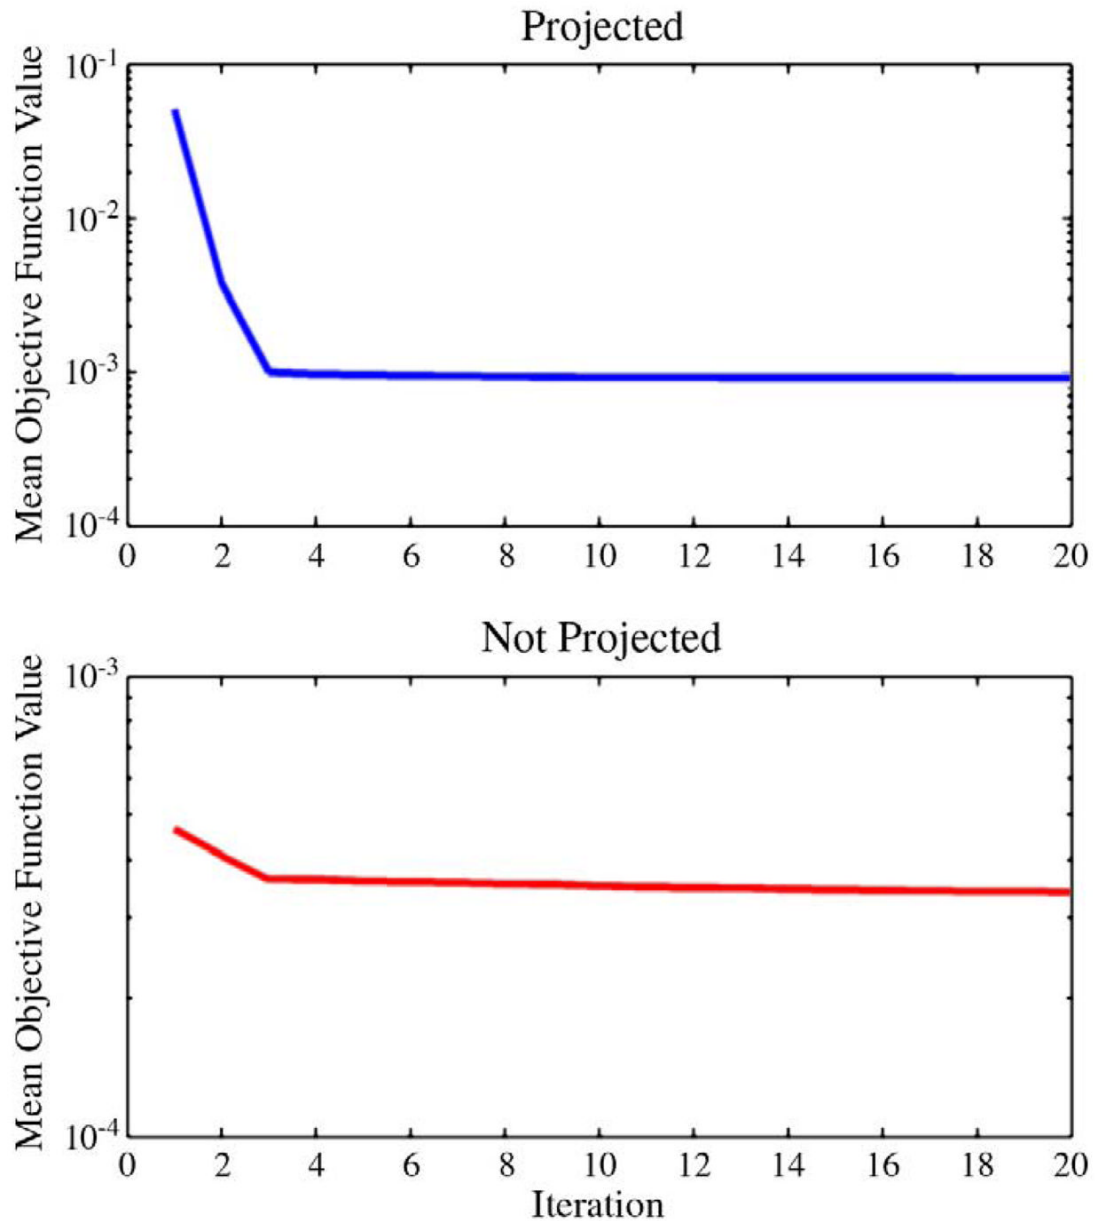 Projected
Mean Objective Function Value
10^-1
10^-2
10^-3
10^-4
0 2 4 6 8 10 12 14 16 18 20
Not Projected
Mean Objective Function Value
10^-3
10^-4
0 2 4 6 8 10 12 14 16 18 20
Iteration